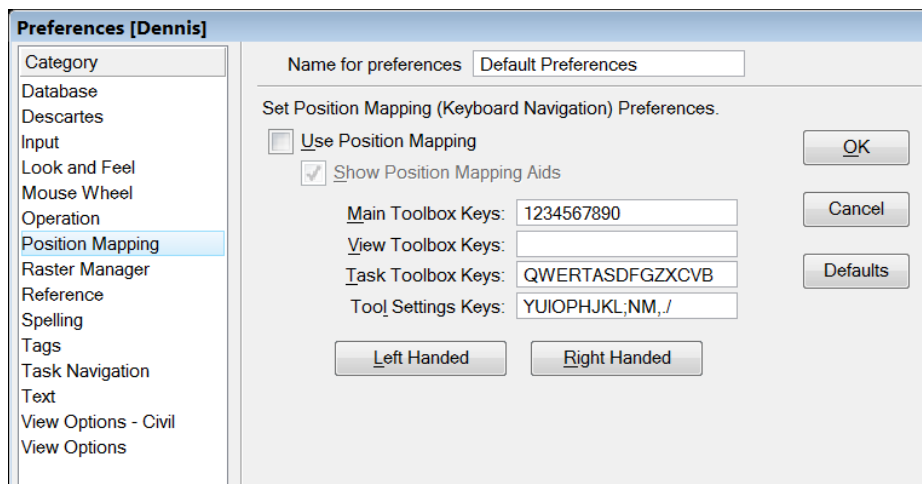 Preferences [Dennis]
Category
Database
Descartes
Input
Look and Feel
Mouse Wheel
Operation
Position Mapping
Raster Manager
Reference
Spelling
Tags
Task Navigation
Text
View Options - Civil
View Options
Name for preferences Default Preferences
Set Position Mapping (Keyboard Navigation) Preferences.
Use Position Mapping
Show Position Mapping Aids
Main Toolbox Keys: 1234567890
View Toolbox Keys:
Task Toolbox Keys: QWERTASDFGZXCVB
Tool Settings Keys: YUIOPHJKL;NM,./
Left Handed Right Handed
OK
Cancel
Defaults